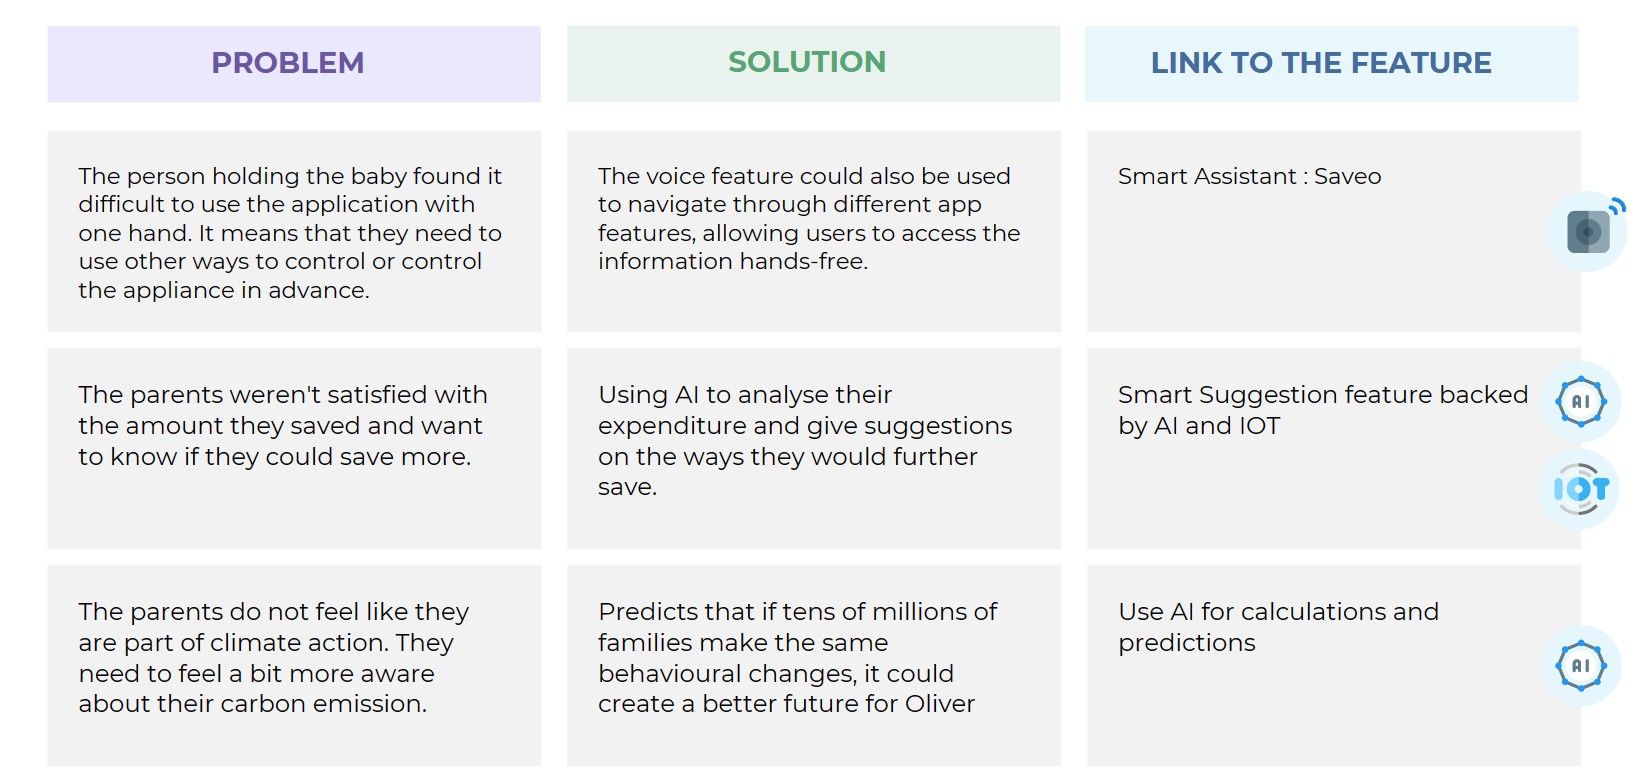 PROBLEM
SOLUTION
LINK TO THE FEATURE
The person holding the baby found it
difficult to use the application with
one hand. It means that they need to
use other ways to control or control
the appliance in advance.
The voice feature could also be used
to navigate through different app
features, allowing users to access the
information hands-free.
Smart Assistant : Saveo
The parents weren't satisfied with
the amount they saved and want
to know if they could save more.
Using AI to analyse their
expenditure and give suggestions
on the ways they would further
save.
Smart Suggestion feature backed
by AI and IOT
AI
IOT
The parents do not feel like they
are part of climate action. They
need to feel a bit more aware
about their carbon emission.
Predicts that if tens of millions of
families make the same
behavioural changes, it could
create a better future for Oliver
Use AI for calculations and
predictions
AI